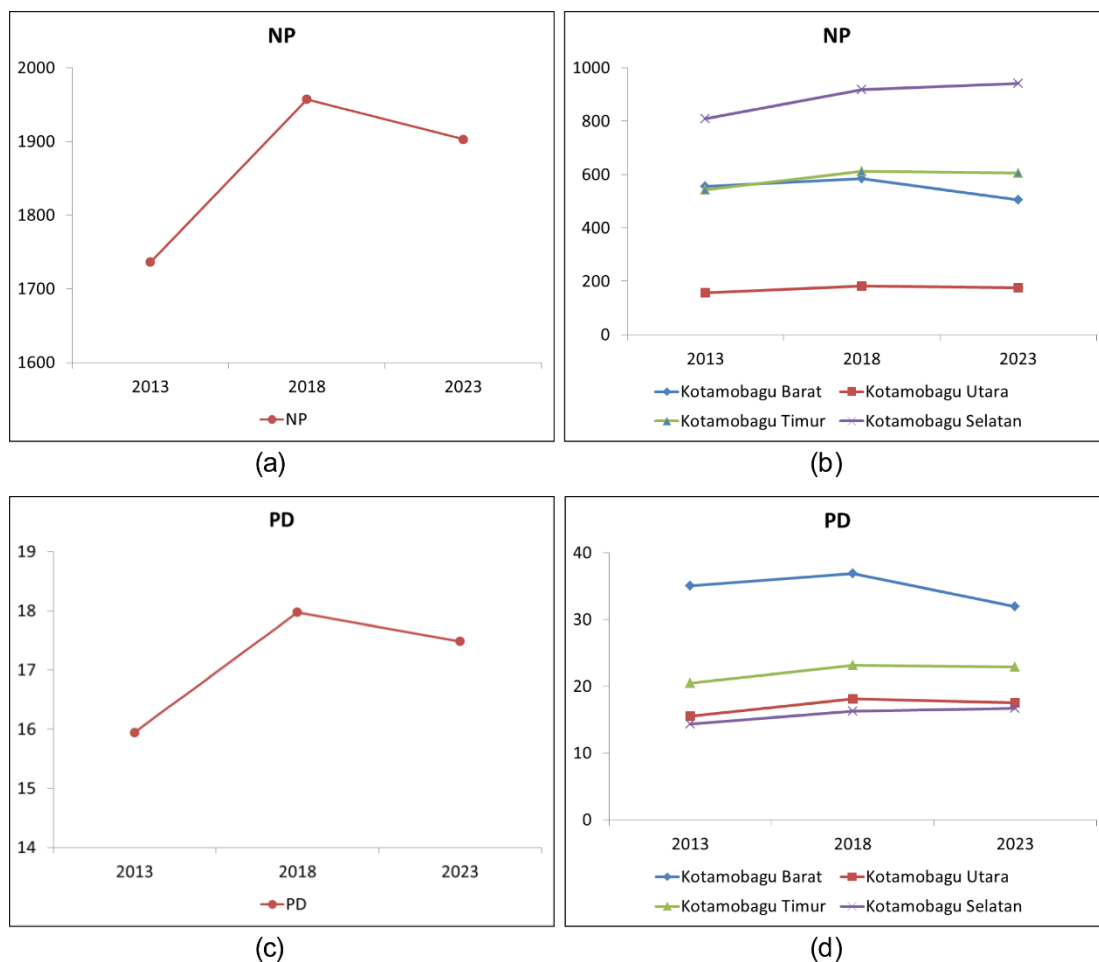 NP
2000
1900
1800
1700
1600
2013 2018 2023
NP
(a)
NP
1000
800
600
400
200
0
2013 2018 2023
Kotamobagu Barat Kotamobagu Utara
Kotamobagu Timur Kotamobagu Selatan
(b)
PD
19
18
17
16
15
14
2013 2018 2023
PD
(c)
PD
40
30
20
10
0
2013 2018 2023
Kotamobagu Barat Kotamobagu Utara
Kotamobagu Timur Kotamobagu Selatan
(d)